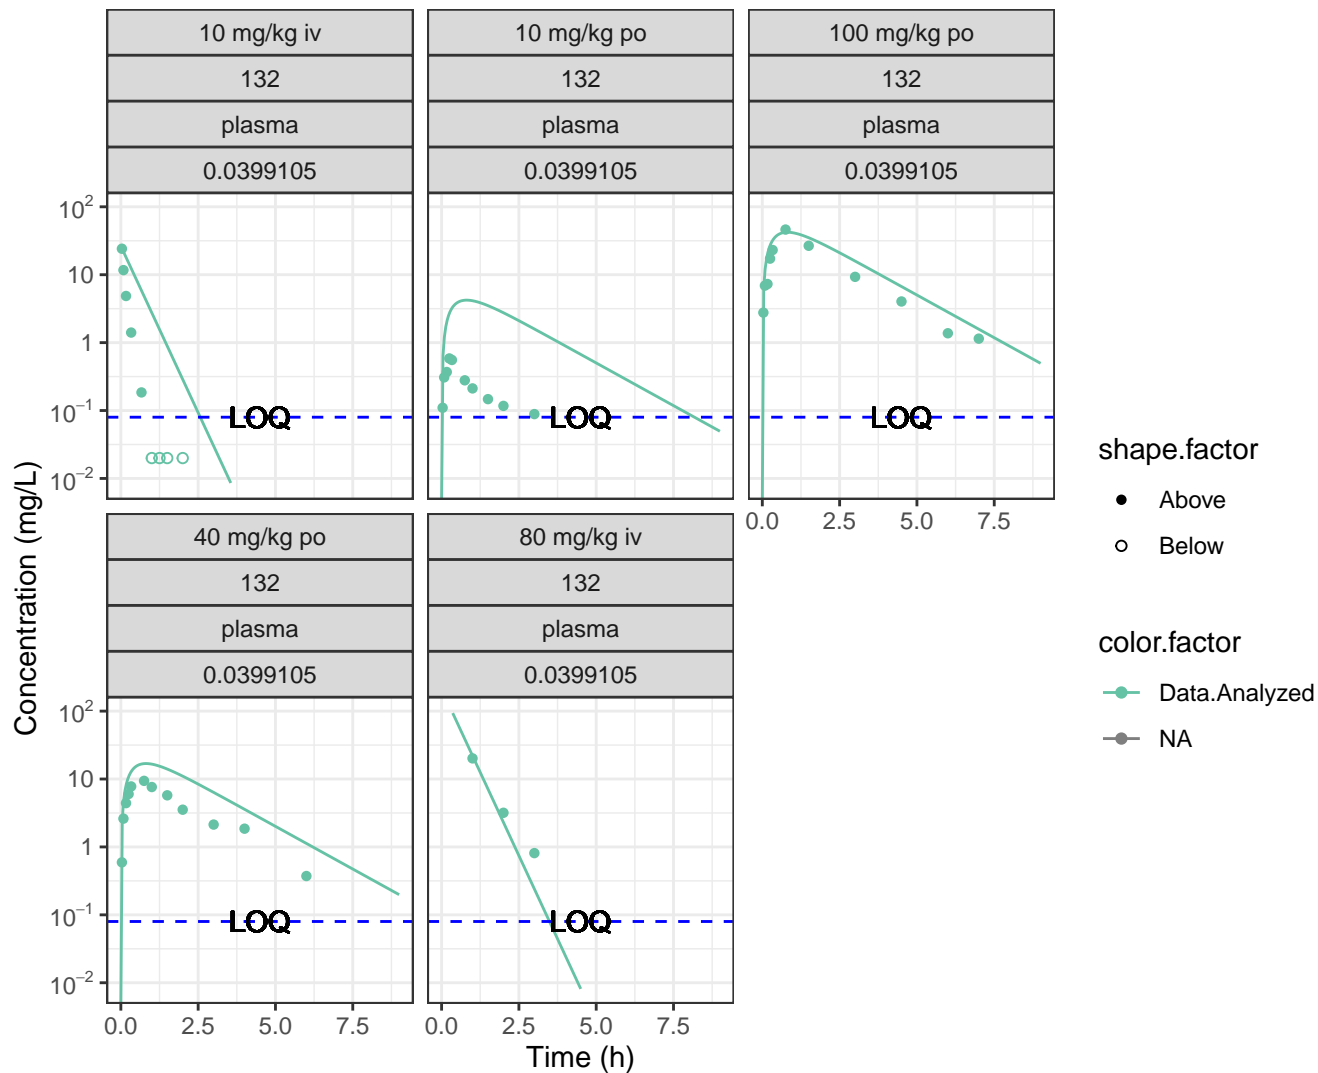 10 mg/kg iv
132
plasma
0.0399105
10 mg/kg po
132
plasma
0.0399105
100 mg/kg po
132
plasma
0.0399105
10²
10
1
10⁻¹
10⁻²
LOQ
LOQ
LOQ
0.0 2.5 5.0 7.5
40 mg/kg po
132
plasma
0.0399105
80 mg/kg iv
132
plasma
0.0399105
10²
10
1
10⁻¹
10⁻²
LOQ
LOQ
0.0 2.5 5.0 7.5
0.0 2.5 5.0 7.5
Time (h)
Concentration (mg/L)
shape.factor
Above
Below
color.factor
Data.Analyzed
NA